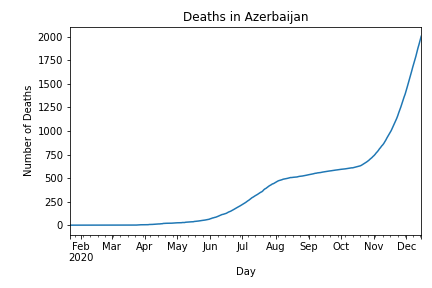 Deaths in Azerbaijan
Number of Deaths
2000
1750
1500
1250
1000
750
500
250
0
Feb Mar Apr May Jun Jul Aug Sep Oct Nov Dec
2020
Day